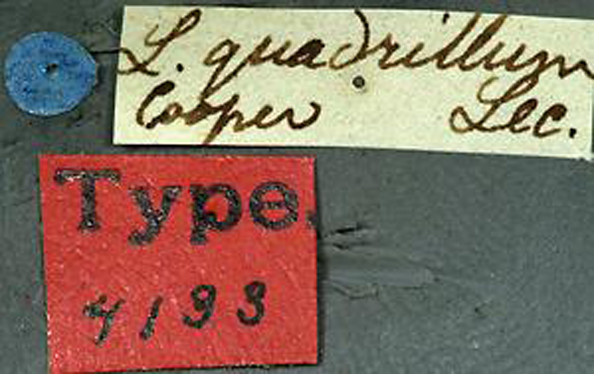 L. quadrillum
Cooper Lec.
Type.
4193